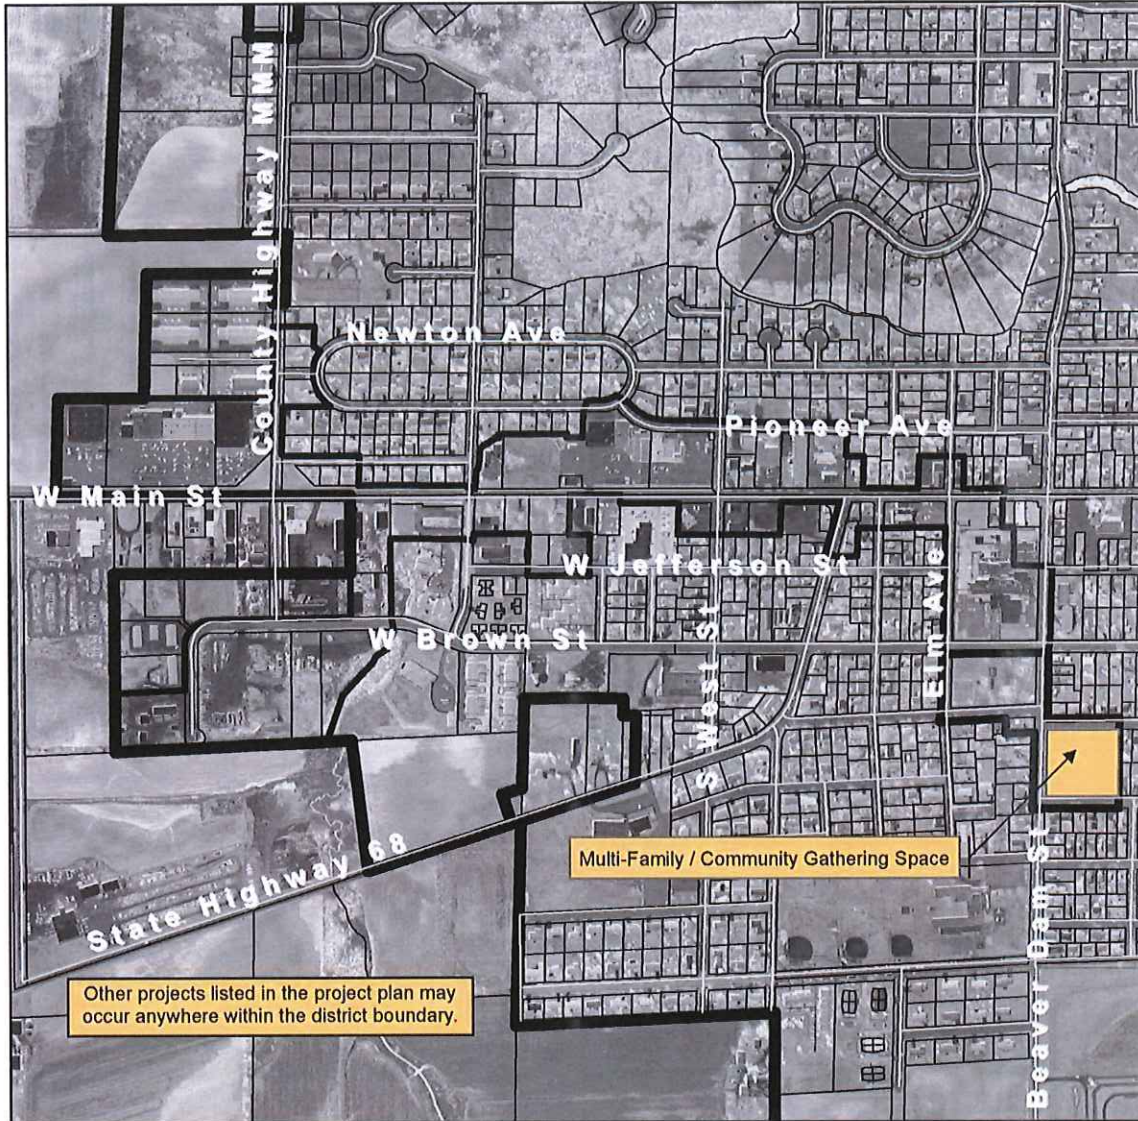 County Highway MMM
Newton Ave
Pioneer Ave
W Main St
W Jefferson St
Elm Ave
W Brown St
S West St
Multi-Family / Community Gathering Space
State Highway 68
Beaver Dam St
Other projects listed in the project plan may
occur anywhere within the district boundary.